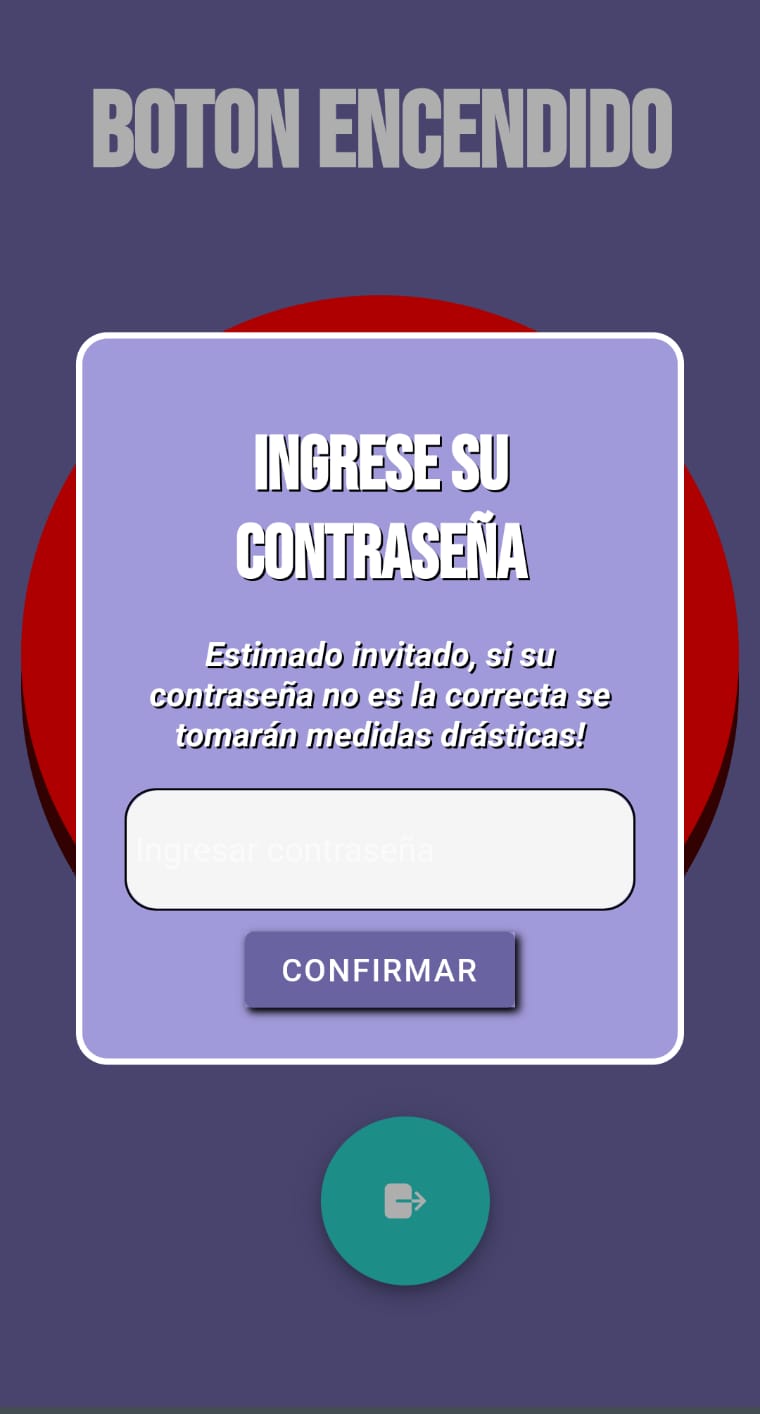 BOTON ENCENDIDO
INGRESE SU
CONTRASEÑA
Estimado invitado, si su
contraseña no es la correcta se
tomarán medidas drásticas!
Ingresar contraseña
CONFIRMAR